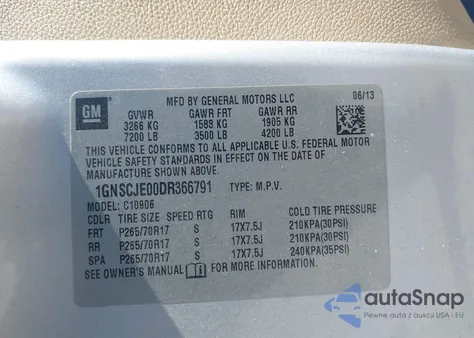 GM
MFD BY GENERAL MOTORS LLC 06/13
GVWR GAWR FRT GAWR RR
3266 KG 1588 KG 1905 KG
7200 LB 3500 LB 4200 LB
THIS VEHICLE CONFORMS TO ALL APPLICABLE U.S. FEDERAL MOTOR
VEHICLE SAFETY STANDARDS IN EFFECT ON THE DATE OF
MANUFACTURE SHOWN ABOVE.
1GNSCJE00DR366791 TYPE: M.P.V.
MODEL: C10906
CDLR TIRE SIZE SPEED RTG RIM COLD TIRE PRESSURE
FRT P265/70R17 S 17X7.5J 210KPA(30PSI)
RR P265/70R17 S 17X7.5J 210KPA(30PSI)
SPA P265/70R17 S 17X7.5J 240KPA(35PSI)
SEE OWNER'S MANUAL FOR MORE INFORMATION.
autoSnap
Pewne auta z aukcji USA i EU